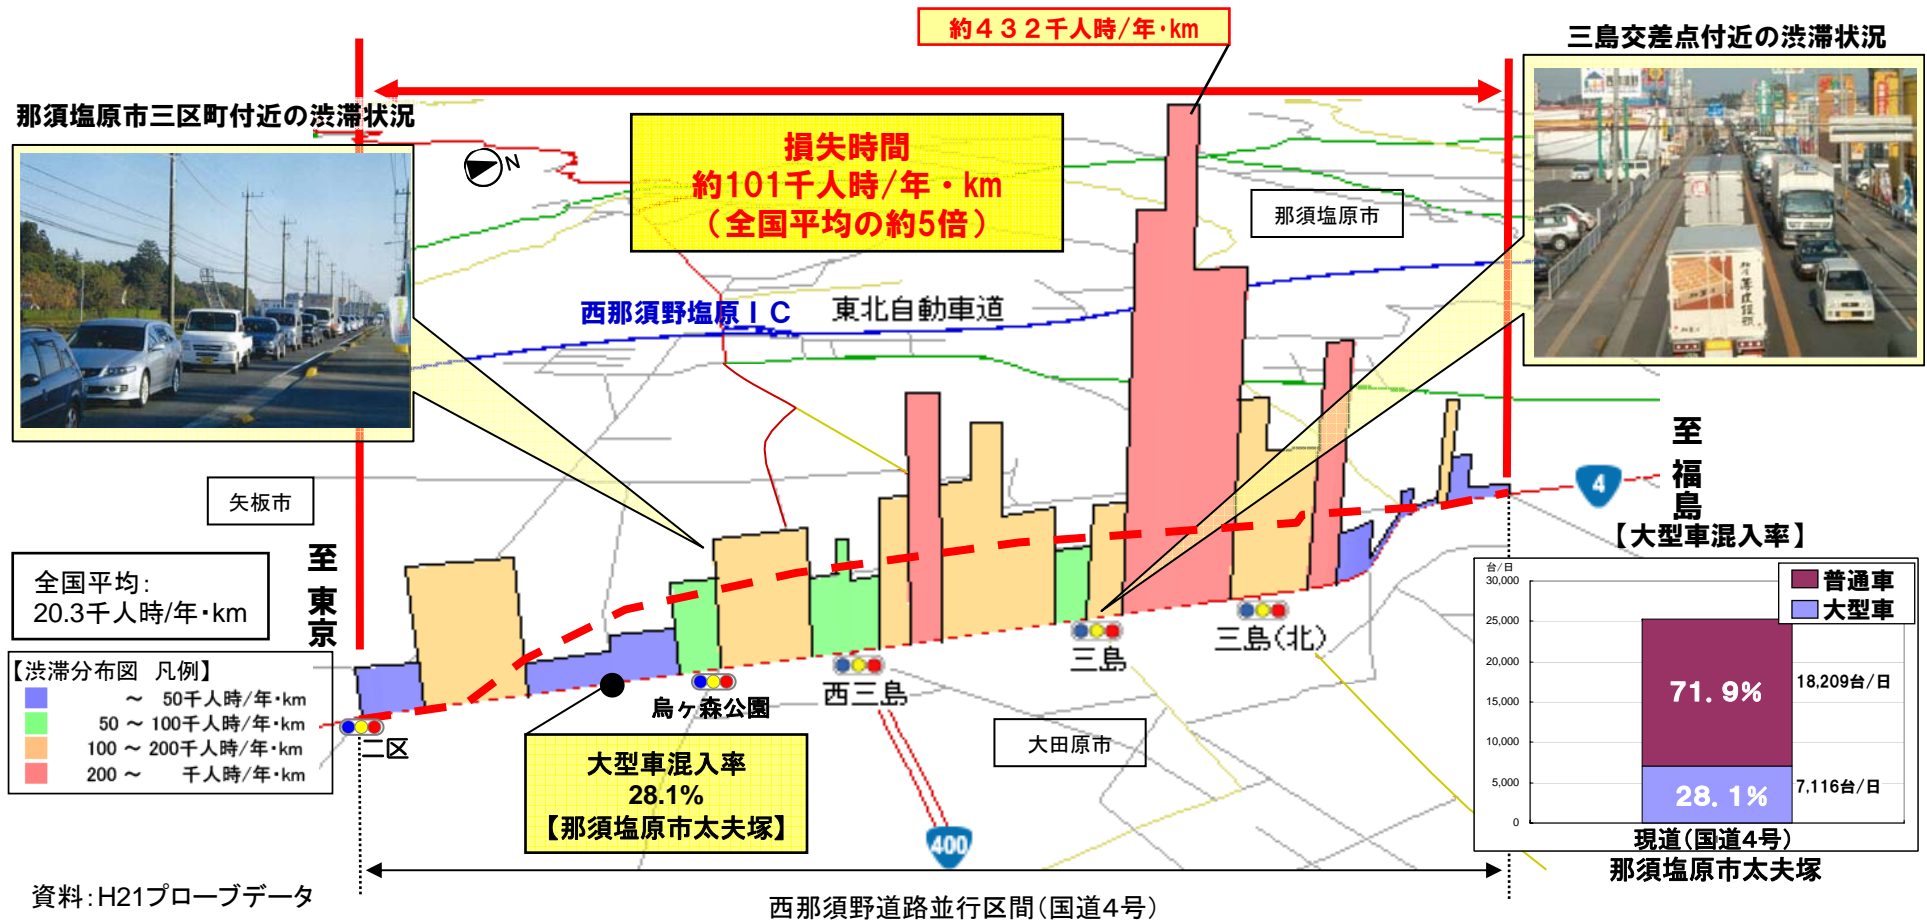 約432千人時/年・km
三島交差点付近の渋滞状況
那須塩原市三区町付近の渋滞状況
N
損失時間
約101千人時/年・km
(全国平均の約5倍)
那須塩原市
西那須野塩原IC
東北自動車道
矢板市
至福島
4
全国平均:
20.3千人時/年・km
至東京
【渋滞分布図 凡例】
~ 50千人時/年・km
50 ~ 100千人時/年・km
100 ~ 200千人時/年・km
200 ~ 千人時/年・km
二区
烏ヶ森公園
西三島
三島
三島(北)
大田原市
大型車混入率
28.1%
【那須塩原市太夫塚】
400
【大型車混入率】
台/日
30,000
25,000
20,000
15,000
10,000
5,000
0
普通車
大型車
71.9%
18,209台/日
28.1%
7,116台/日
現道(国道4号)
那須塩原市太夫塚
資料:H21プローブデータ
西那須野道路並行区間(国道4号)